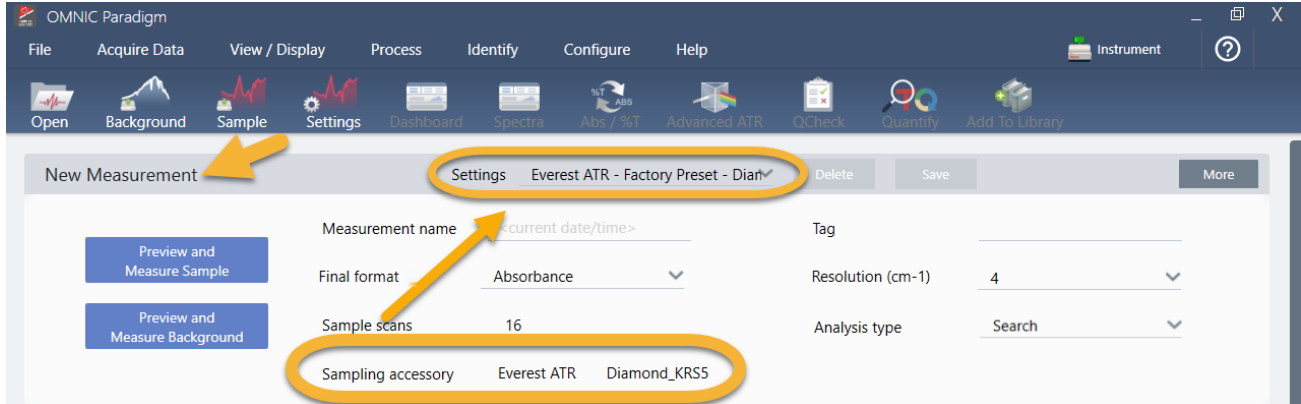 OMNIC Paradigm
File Acquire Data View / Display Process Identify Configure Help Instrument
%T ABS
Open Background Sample Settings Dashboard Spectra Abs / %T Advanced ATR QCheck Quantify Add To Library
New Measurement Settings Everest ATR - Factory Preset - Diam Delete Save More
Measurement name <current date/time> Tag
Preview and
Measure Sample
Final format Absorbance Resolution (cm-1) 4
Preview and
Measure Background
Sample scans 16 Analysis type Search
Sampling accessory Everest ATR Diamond_KRS5